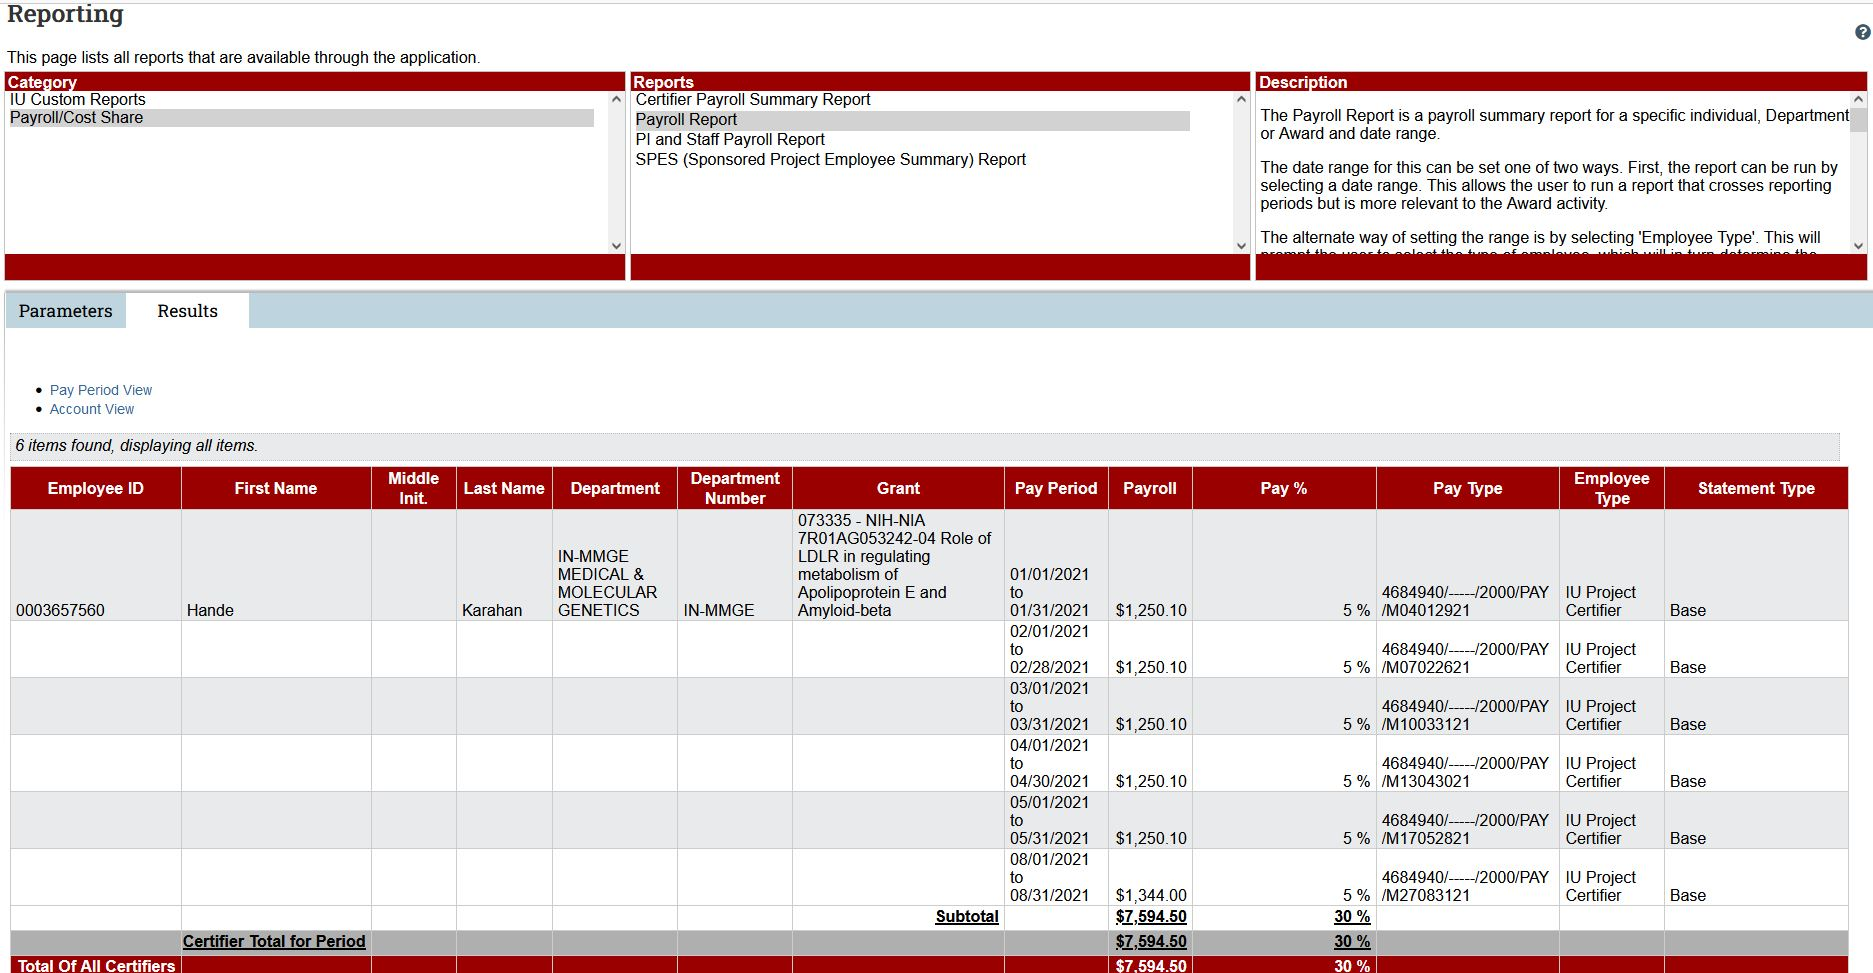 Reporting
?
This page lists all reports that are available through the application.
Category
IU Custom Reports
Payroll/Cost Share
Reports
Certifier Payroll Summary Report
Payroll Report
PI and Staff Payroll Report
SPES (Sponsored Project Employee Summary) Report
Description
The Payroll Report is a payroll summary report for a specific individual, Department
or Award and date range.
The date range for this can be set one of two ways. First, the report can be run by
selecting a date range. This allows the user to run a report that crosses reporting
periods but is more relevant to the Award activity.
The alternate way of setting the range is by selecting 'Employee Type'. This will
prompt the user to select the type of employee, which will in turn determine the
Parameters
Results
Pay Period View
Account View
6 items found, displaying all items.
Employee ID First Name Middle Init. Last Name Department Department Number Grant Pay Period Payroll Pay % Pay Type Employee Type Statement Type
0003657560
Hande
Karahan
IN-MMGE
MEDICAL &
MOLECULAR
GENETICS
IN-MMGE
073335 - NIH-NIA
7R01AG053242-04 Role of
LDLR in regulating
metabolism of
Apolipoprotein E and
Amyloid-beta
01/01/2021
to
01/31/2021
$1,250.10
5 %
4684940/-----/2000/PAY
/M04012921
IU Project
Certifier
Base
02/01/2021
to
02/28/2021
$1,250.10
5 %
4684940/-----/2000/PAY
/M07022621
IU Project
Certifier
Base
03/01/2021
to
03/31/2021
$1,250.10
5 %
4684940/-----/2000/PAY
/M10033121
IU Project
Certifier
Base
04/01/2021
to
04/30/2021
$1,250.10
5 %
4684940/-----/2000/PAY
/M13043021
IU Project
Certifier
Base
05/01/2021
to
05/31/2021
$1,250.10
5 %
4684940/-----/2000/PAY
/M17052821
IU Project
Certifier
Base
08/01/2021
to
08/31/2021
$1,344.00
5 %
4684940/-----/2000/PAY
/M27083121
IU Project
Certifier
Base
Subtotal $7,594.50 30 %
Certifier Total for Period $7,594.50 30 %
Total Of All Certifiers $7,594.50 30 %